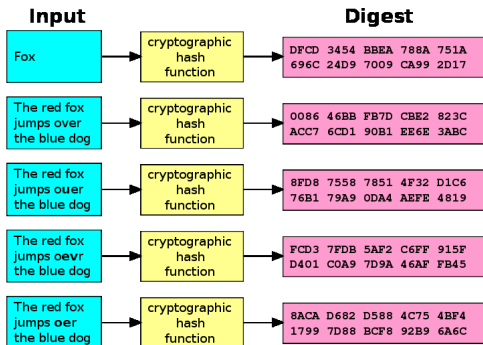 Input Digest
Fox
cryptographic
hash
function
DFCD 3454 BBEA 788A 751A
696C 24D9 7009 CA99 2D17
The red fox
jumps over
the blue dog
cryptographic
hash
function
0086 46BB FB7D CBE2 823C
ACC7 6CD1 90B1 EE6E 3ABC
The red fox
jumps ouer
the blue dog
cryptographic
hash
function
8FD8 7558 7851 4F32 D1C6
76B1 79A9 0DA4 AEFE 4819
The red fox
jumps oevr
the blue dog
cryptographic
hash
function
FCD3 7FDB 5AF2 C6FF 915F
D401 C0A9 7D9A 46AF FB45
The red fox
jumps oer
the blue dog
cryptographic
hash
function
8ACA D682 D588 4C75 4BF4
1799 7D88 BCF8 92B9 6A6C